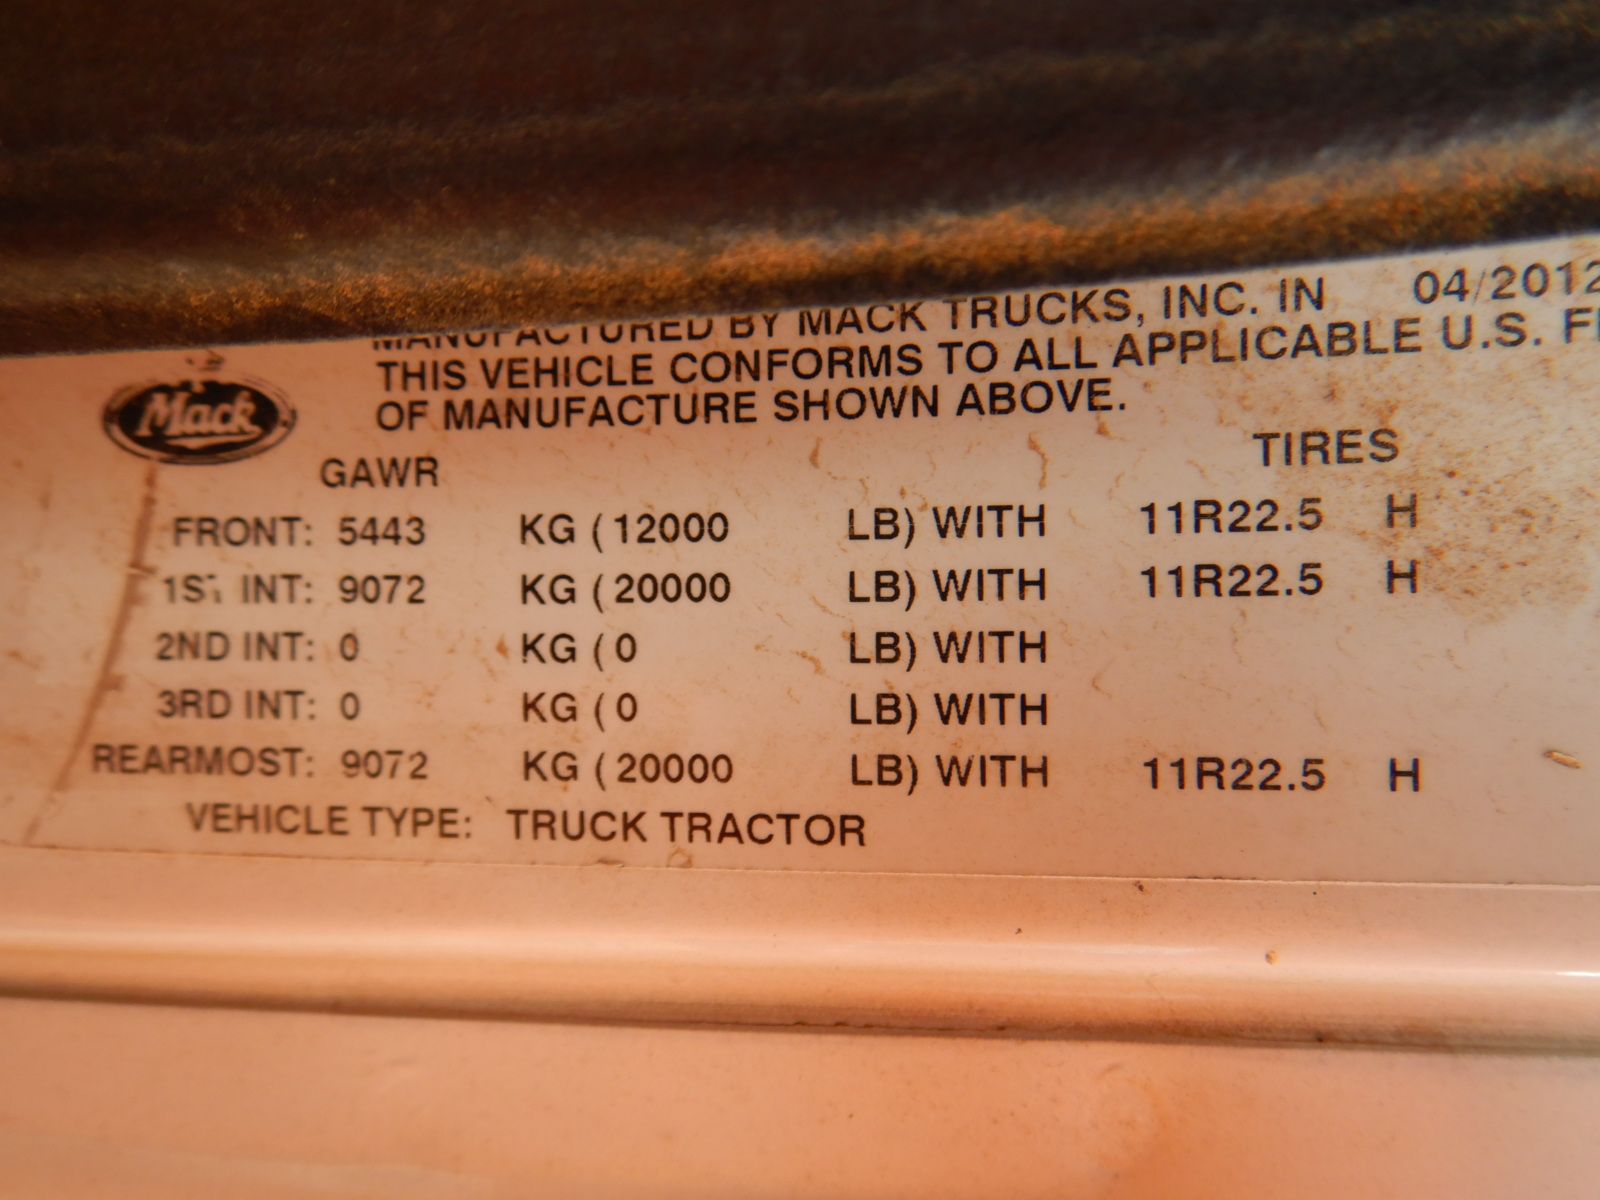 MANUFACTURED BY MACK TRUCKS, INC. IN 04/2012
THIS VEHICLE CONFORMS TO ALL APPLICABLE U.S.
OF MANUFACTURE SHOWN ABOVE.
Mack
GAWR TIRES
FRONT: 5443 KG ( 12000 LB) WITH 11R22.5 H
1ST INT: 9072 KG ( 20000 LB) WITH 11R22.5 H
2ND INT: 0 KG ( 0 LB) WITH
3RD INT: 0 KG ( 0 LB) WITH
REARMOST: 9072 KG ( 20000 LB) WITH 11R22.5 H
VEHICLE TYPE: TRUCK TRACTOR